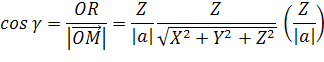 cos γ = OR / |OM⃗| = Z / |a| Z / √(X² + Y² + Z²) (Z / |a|)